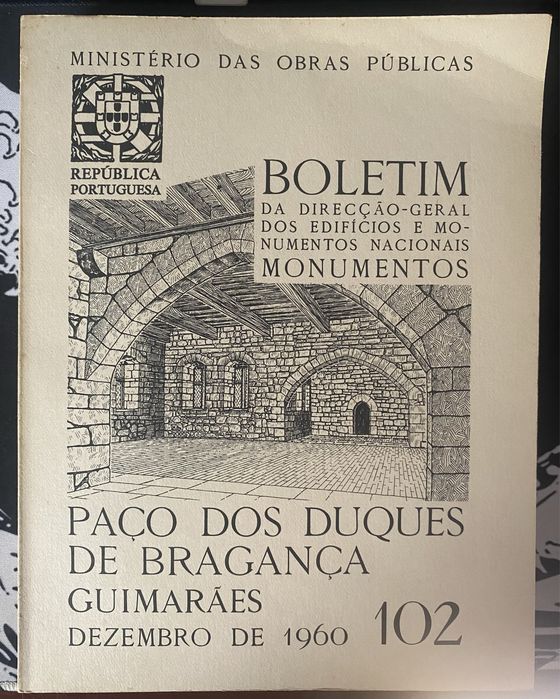 MINISTÉRIO DAS OBRAS PÚBLICAS
REPÚBLICA
PORTUGUESA
BOLETIM
DA DIRECÇÃO-GERAL
DOS EDIFÍCIOS E MO-
NUMENTOS NACIONAIS
MONUMENTOS
PAÇO DOS DUQUES
DE BRAGANÇA
GUIMARÃES
DEZEMBRO DE 1960 102